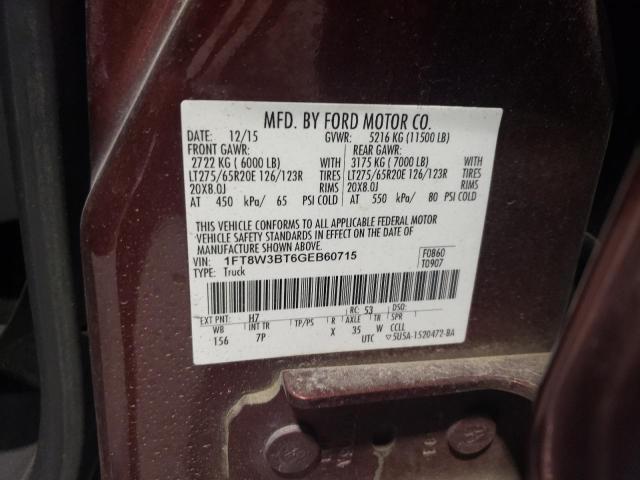 MFD. BY FORD MOTOR CO.
DATE: 12/15 GVWR: 5216 KG (11500 LB)
FRONT GAWR: REAR GAWR:
2722 KG (6000 LB) WITH 3175 KG (7000 LB) WITH
LT275/65R20E 126/123R TIRES LT275/65R20E 126/123R TIRES
20X8.0J RIMS 20X8.0J RIMS
AT 450 kPa/ 65 PSI COLD AT 550 kPa/ 80 PSI COLD
THIS VEHICLE CONFORMS TO ALL APPLICABLE FEDERAL MOTOR
VEHICLE SAFETY STANDARDS IN EFFECT ON THE DATE OF
MANUFACTURE SHOWN ABOVE.
VIN: 1FT8W3BT6GEB60715 F0B60
TYPE: Truck T0907
EXT PNT: H7 RC: 53 DSO:
WB INT TR TP/PS R AXLE TR SPR
156 7P X 35 W CCLL
UTC ▽5U5A-1520472-BA